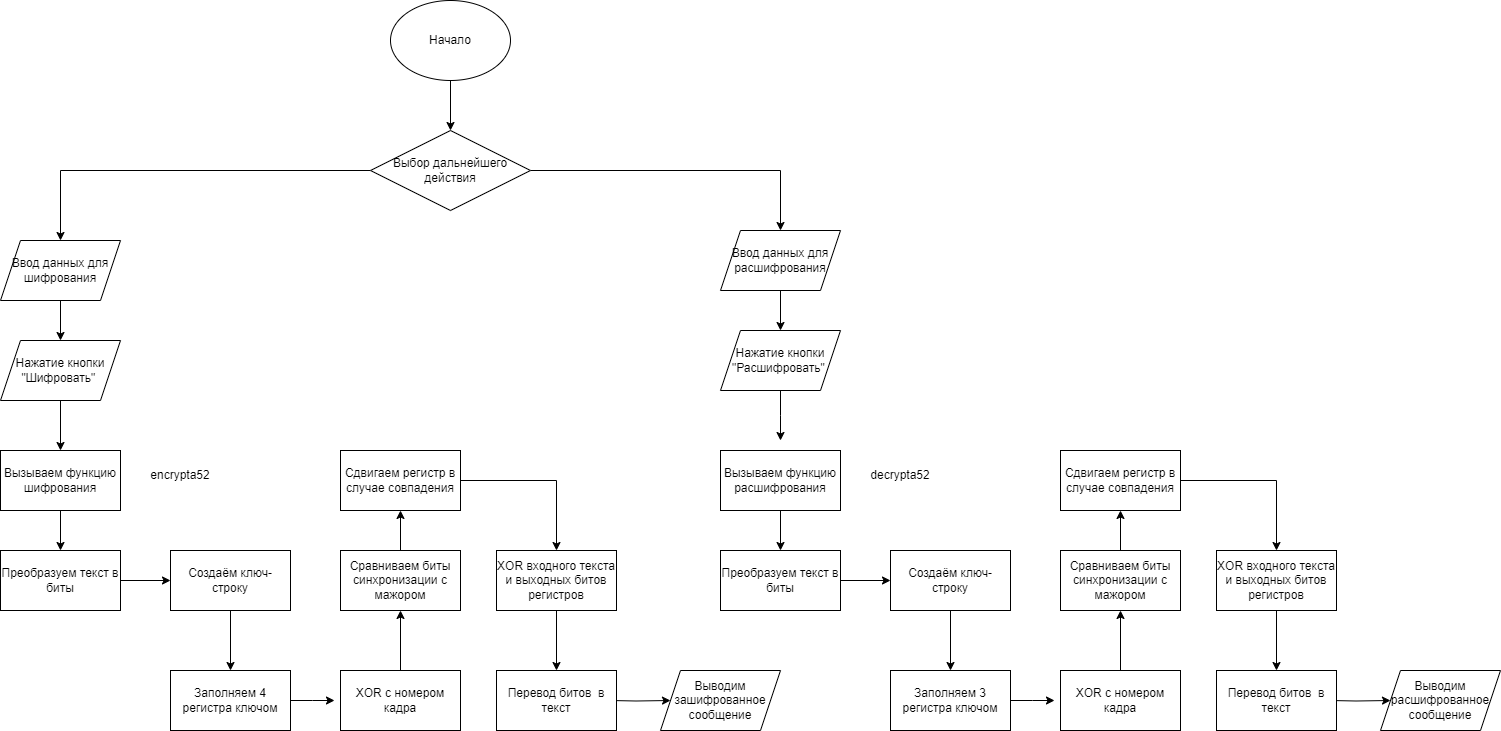 Начало
Выбор дальнейшего
действия
Ввод данных для
шифрования
Нажатие кнопки
"Шифровать"
Вызываем функцию
шифрования
encrypta52
Преобразуем текст в
биты
Создаём ключ-
строку
Заполняем 4
регистра ключом
XOR с номером
кадра
Сравниваем биты
синхронизации с
мажором
Сдвигаем регистр в
случае совпадения
XOR входного текста
и выходных битов
регистров
Перевод битов в
текст
Выводим
зашифрованное
сообщение
Ввод данных для
расшифрования
Нажатие кнопки
"Расшифровать"
Вызываем функцию
расшифрования
decrypta52
Преобразуем текст в
биты
Создаём ключ-
строку
Заполняем 3
регистра ключом
XOR с номером
кадра
Сравниваем биты
синхронизации с
мажором
Сдвигаем регистр в
случае совпадения
XOR входного текста
и выходных битов
регистров
Перевод битов в
текст
Выводим
расшифрованное
сообщение